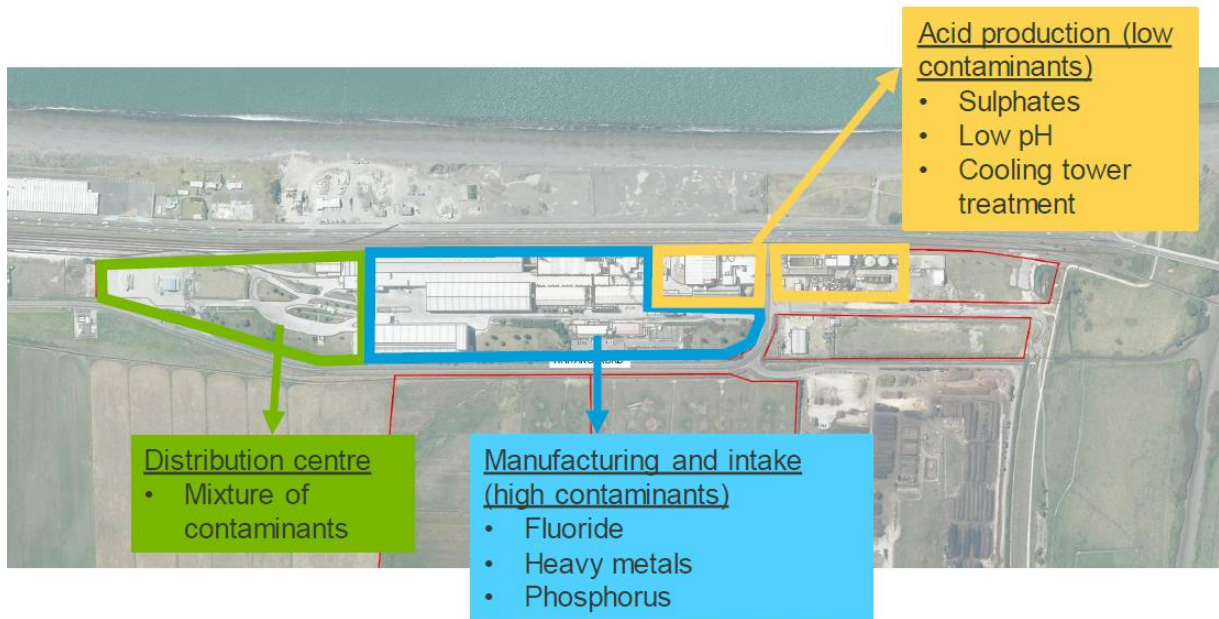 Acid production (low
contaminants)
• Sulphates
• Low pH
• Cooling tower
treatment
Distribution centre
• Mixture of
contaminants
Manufacturing and intake
(high contaminants)
• Fluoride
• Heavy metals
• Phosphorus